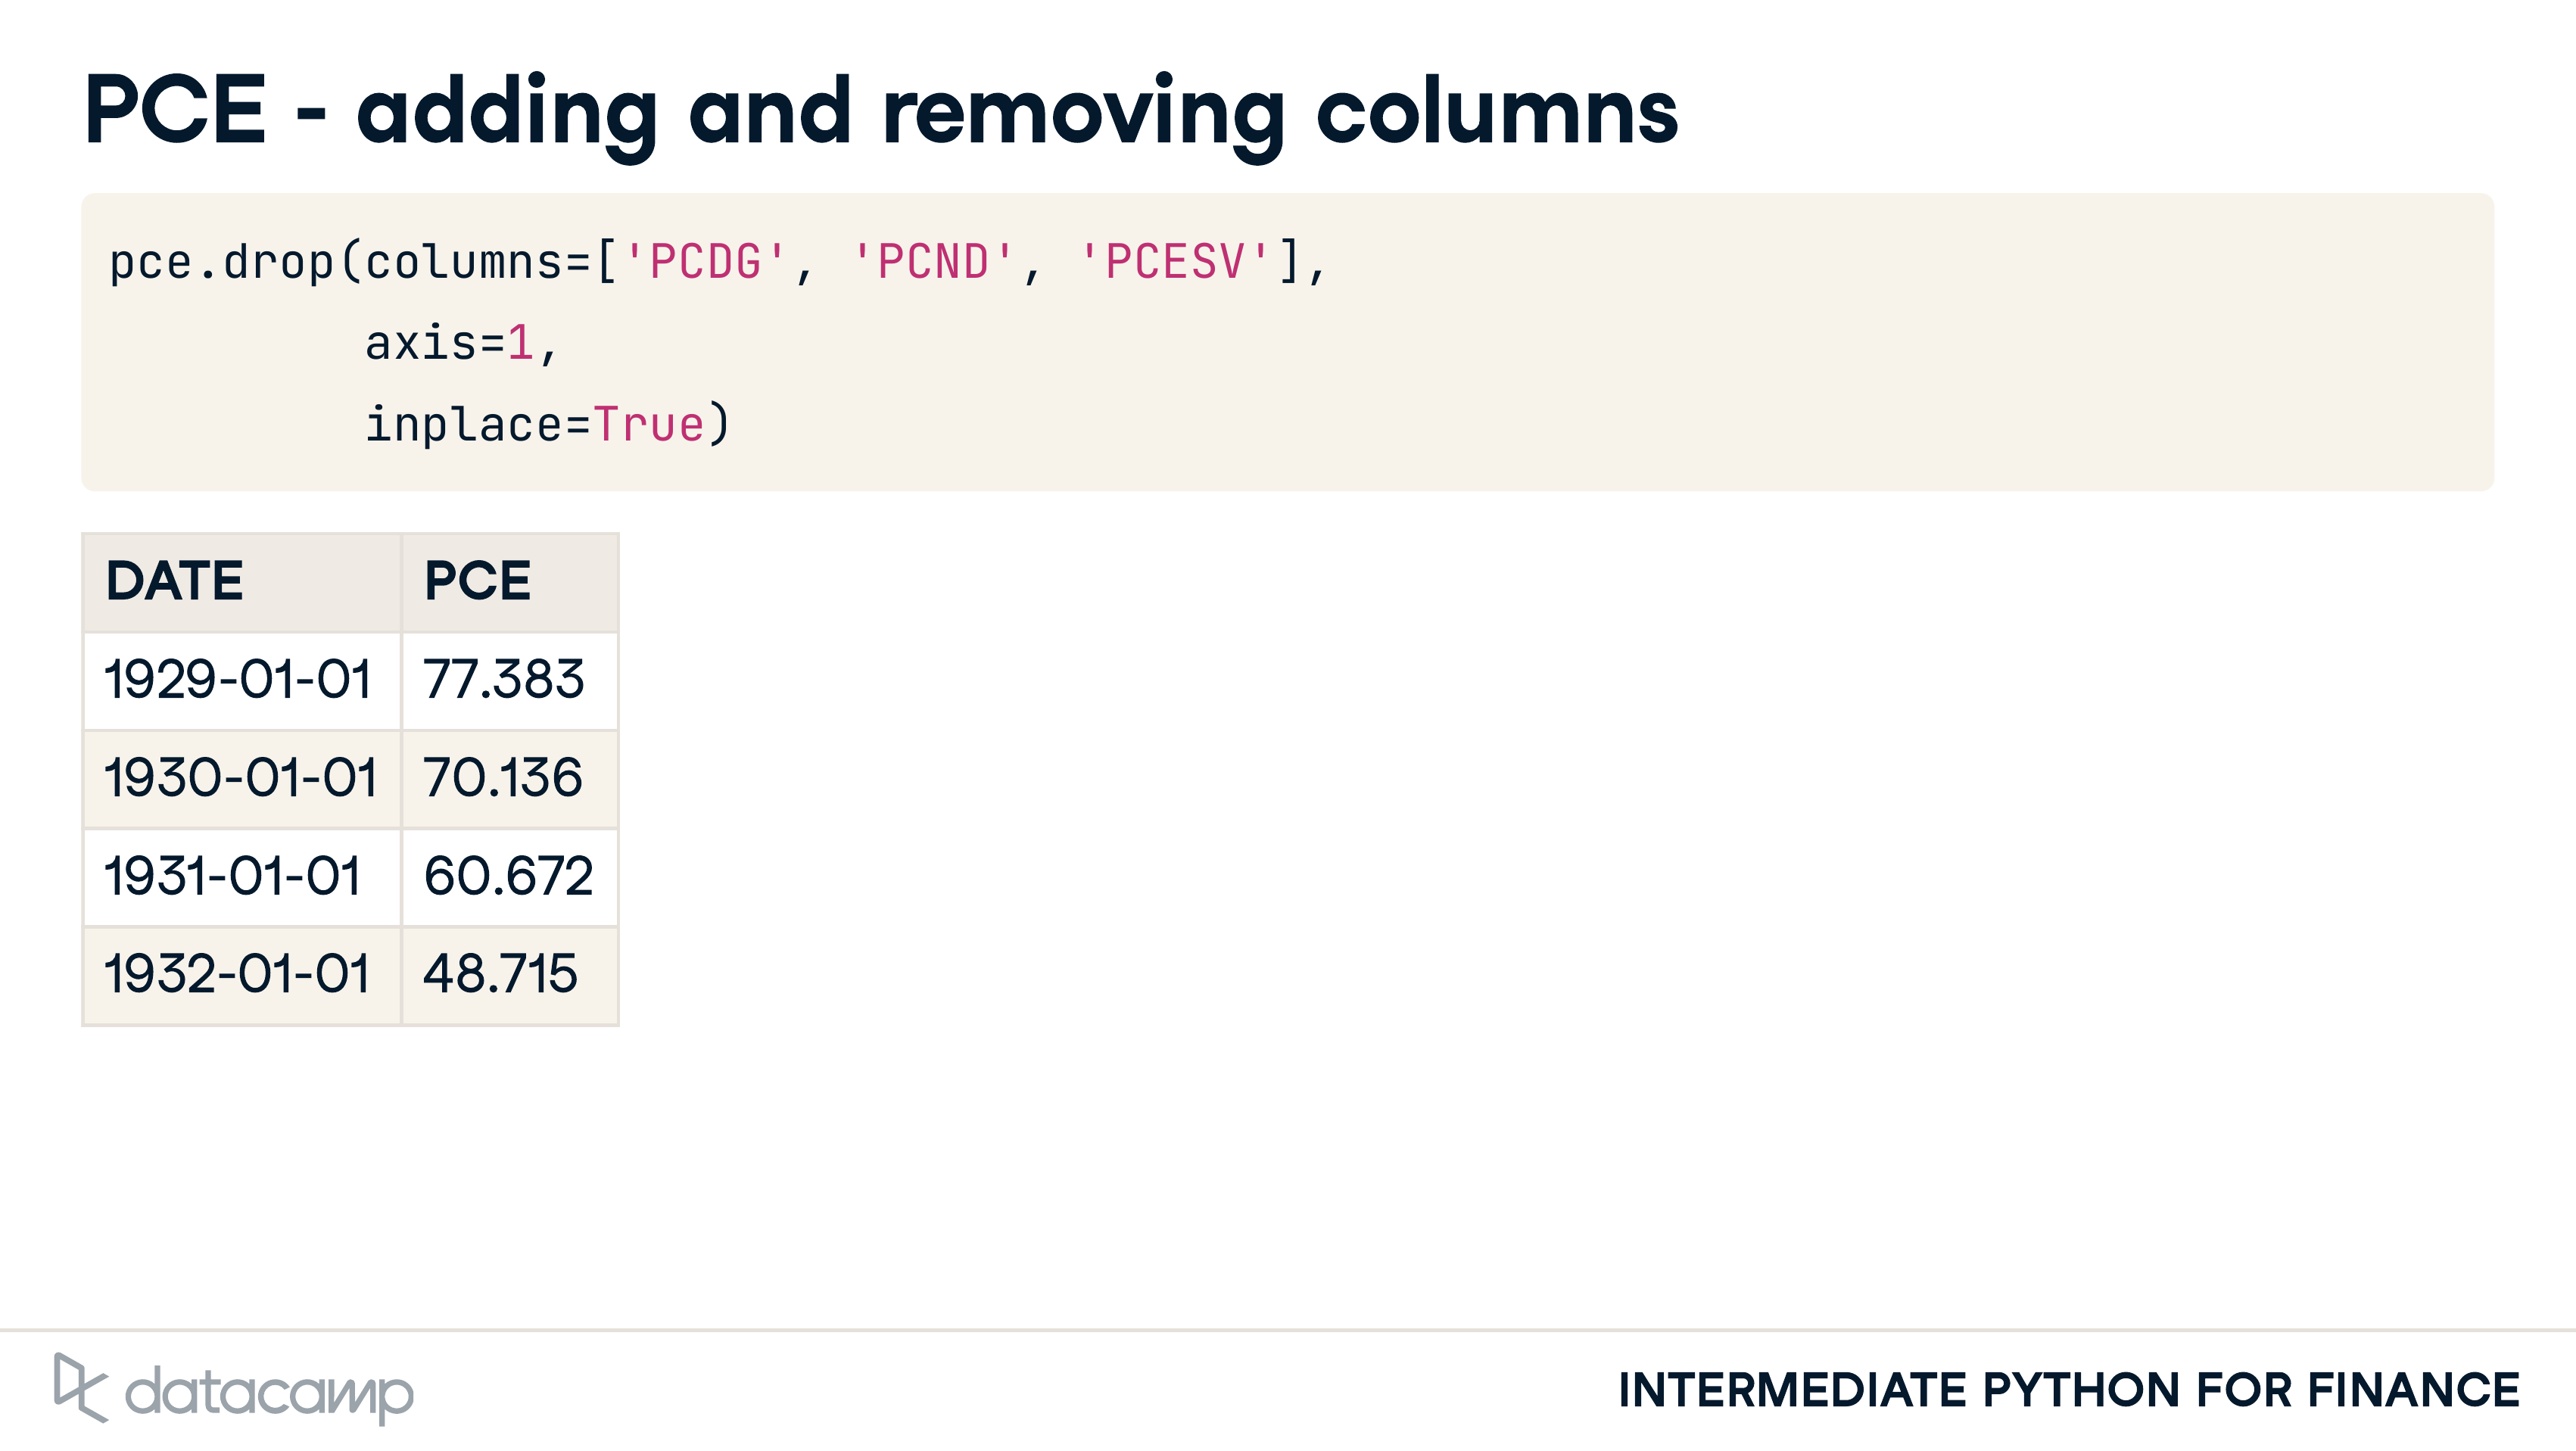 PCE - adding and removing columns
pce.drop(columns=['PCDG', 'PCND', 'PCESV'],
axis=1,
inplace=True)
DATE PCE
1929-01-01 77.383
1930-01-01 70.136
1931-01-01 60.672
1932-01-01 48.715
datacamp
INTERMEDIATE PYTHON FOR FINANCE